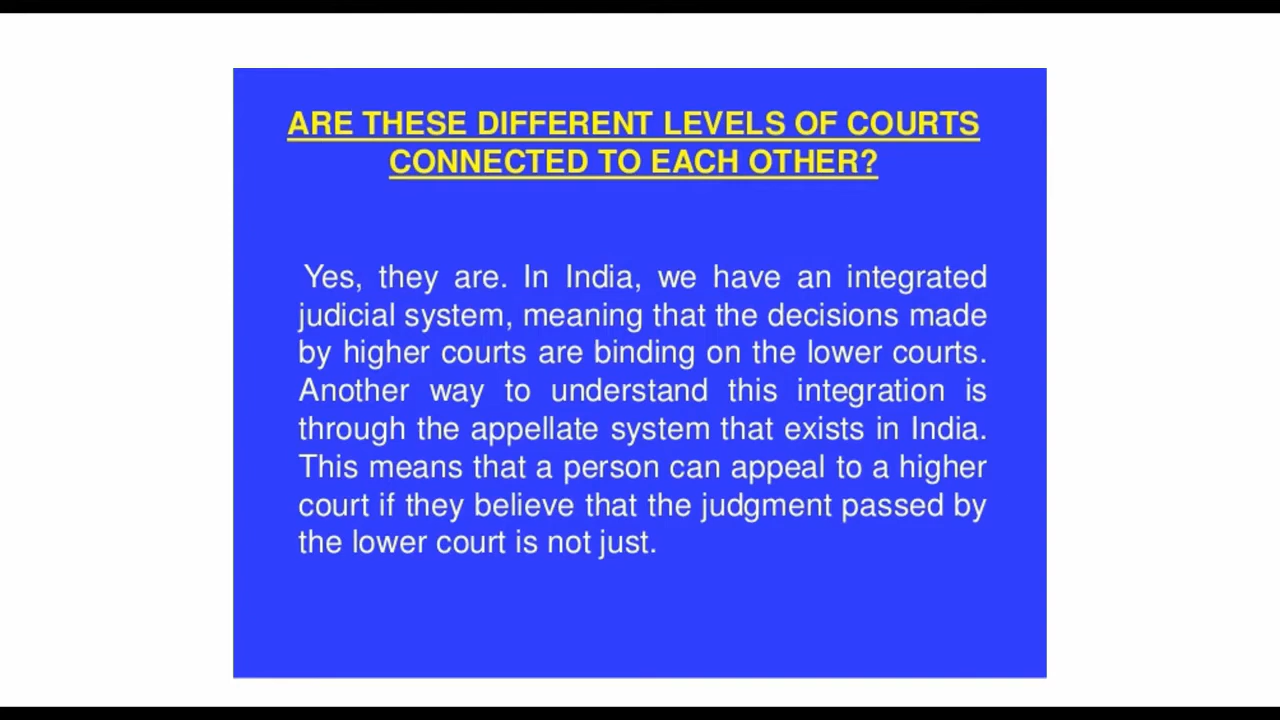 ARE THESE DIFFERENT LEVELS OF COURTS
CONNECTED TO EACH OTHER?
Yes, they are. In India, we have an integrated
judicial system, meaning that the decisions made
by higher courts are binding on the lower courts.
Another way to understand this integration is
through the appellate system that exists in India.
This means that a person can appeal to a higher
court if they believe that the judgment passed by
the lower court is not just.